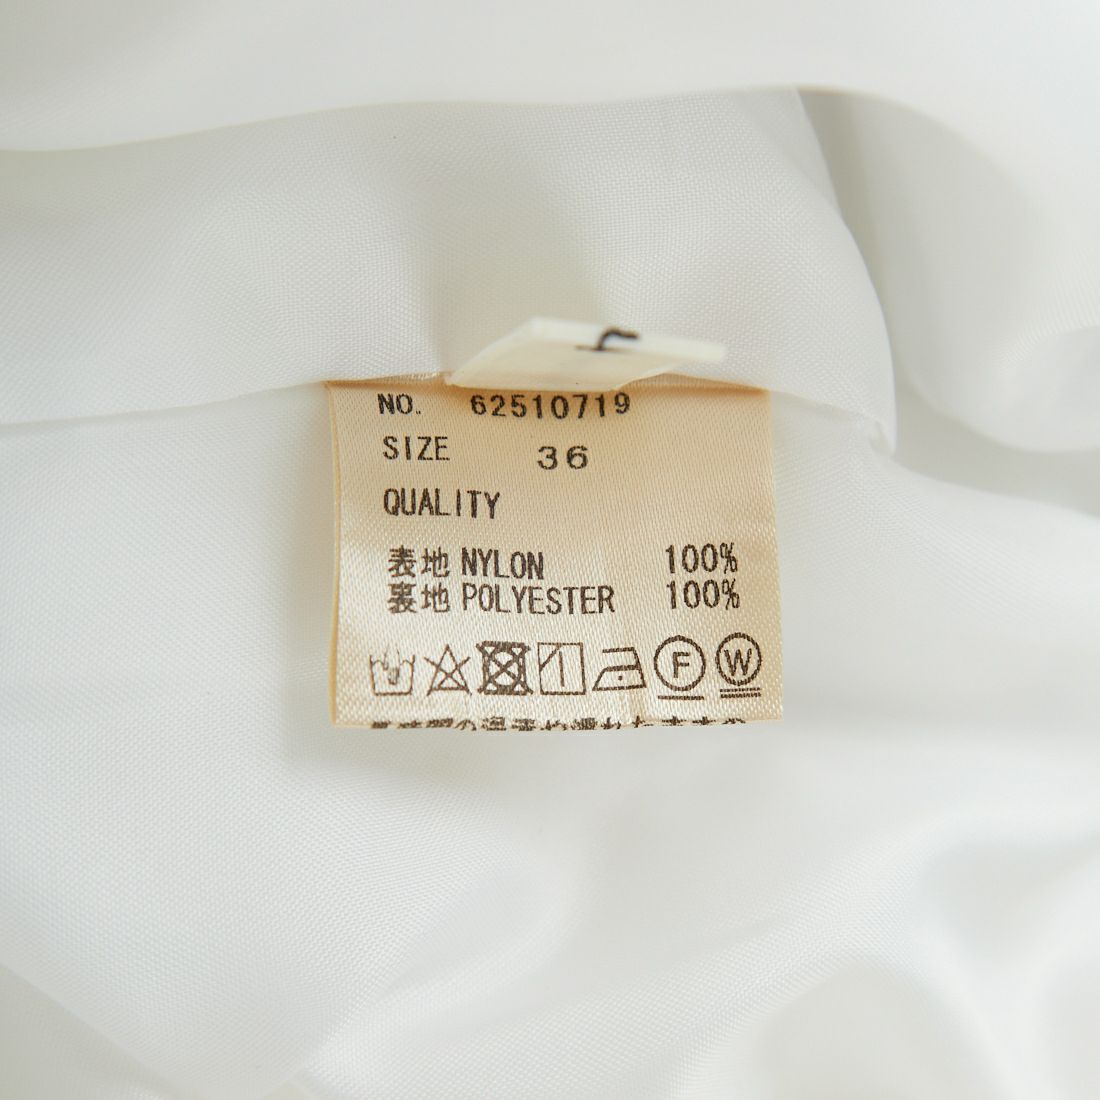 NO. 62510719
SIZE 36
QUALITY
表地 NYLON 100%
裏地 POLYESTER 100%
F W